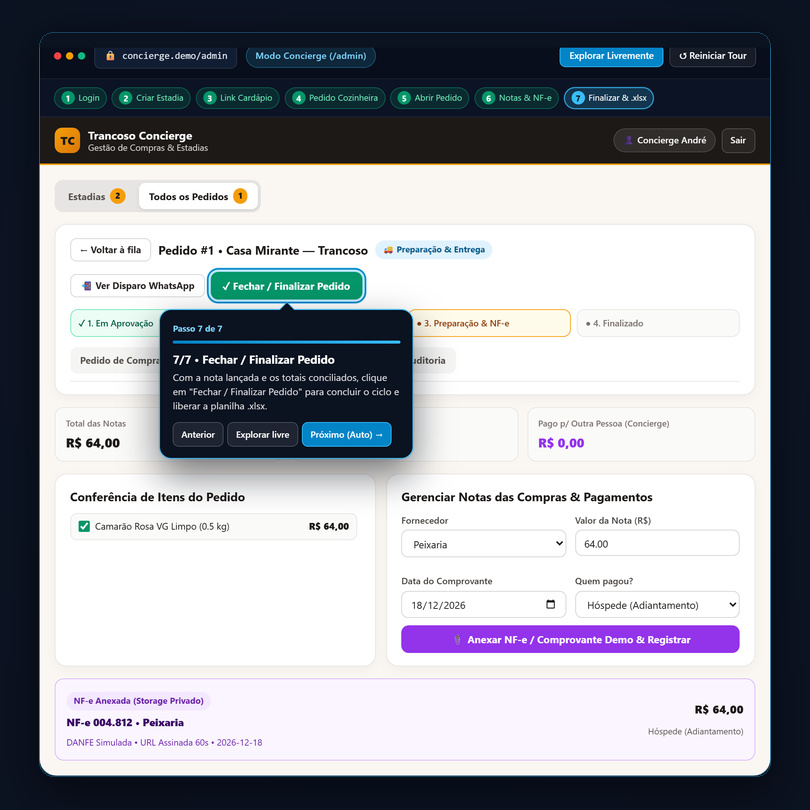 concierge.demo/admin
Modo Concierge (/admin)
Explorar Livremente
↺ Reiniciar Tour
1 Login
2 Criar Estadia
3 Link Cardápio
4 Pedido Cozinheira
5 Abrir Pedido
6 Notas & NF-e
7 Finalizar & .xlsx
TC
Trancoso Concierge
Gestão de Compras & Estadias
Concierge André
Sair
Estadias 2
Todos os Pedidos 1
← Voltar à fila
Pedido #1 • Casa Mirante — Trancoso
Preparação & Entrega
Ver Disparo WhatsApp
✓ Fechar / Finalizar Pedido
✓ 1. Em Aprovação
● 3. Preparação & NF-e
● 4. Finalizado
Passo 7 de 7
7/7 • Fechar / Finalizar Pedido
Com a nota lançada e os totais conciliados, clique
em "Fechar / Finalizar Pedido" para concluir o ciclo e
liberar a planilha .xlsx.
Anterior
Explorar livre
Próximo (Auto) →
Pedido de Compra
uditoria
Total das Notas
R$ 64,00
Pago p/ Outra Pessoa (Concierge)
R$ 0,00
Conferência de Itens do Pedido
Camarão Rosa VG Limpo (0.5 kg)
R$ 64,00
Gerenciar Notas das Compras & Pagamentos
Fornecedor
Valor da Nota (R$)
Peixaria
64.00
Data do Comprovante
Quem pagou?
18/12/2026
Hóspede (Adiantamento)
Anexar NF-e / Comprovante Demo & Registrar
NF-e Anexada (Storage Privado)
NF-e 004.812 • Peixaria
DANFE Simulada • URL Assinada 60s • 2026-12-18
R$ 64,00
Hóspede (Adiantamento)